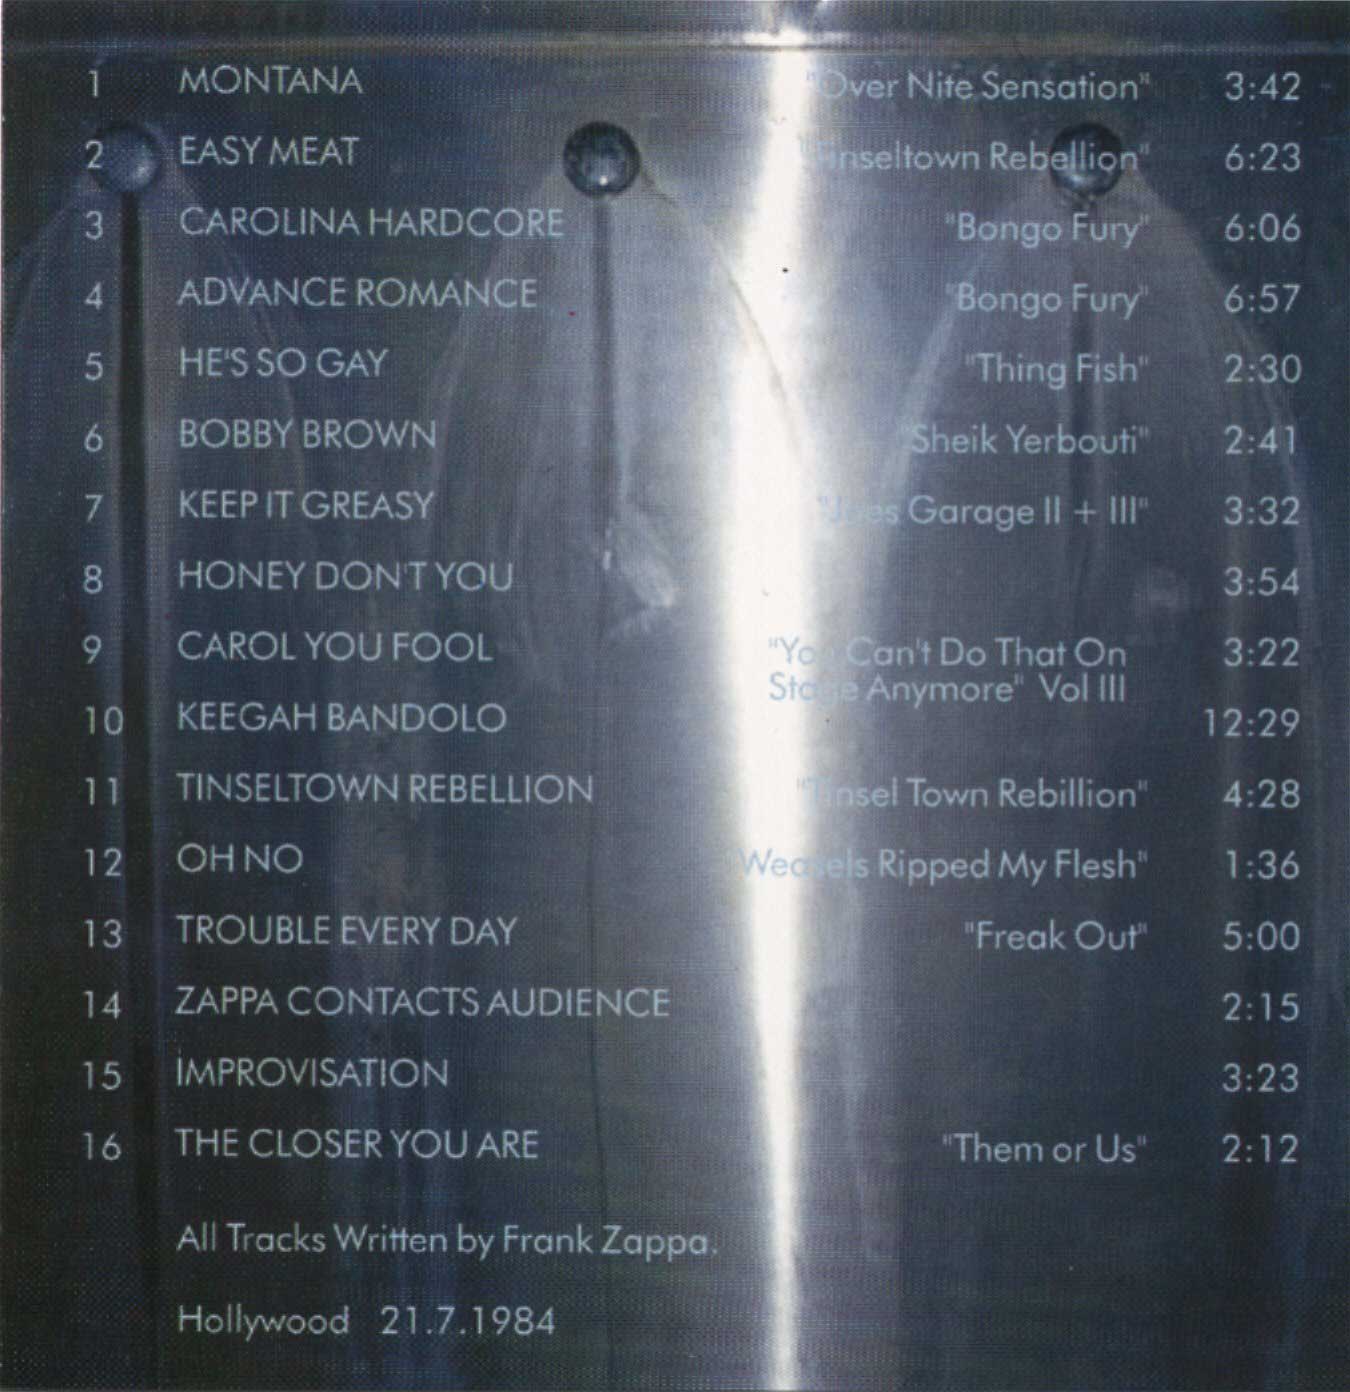 1 MONTANA "Over Nite Sensation" 3:42
2 EASY MEAT "Tinseltown Rebellion" 6:23
3 CAROLINA HARDCORE "Bongo Fury" 6:06
4 ADVANCE ROMANCE "Bongo Fury" 6:57
5 HE'S SO GAY "Thing Fish" 2:30
6 BOBBY BROWN "Sheik Yerbouti" 2:41
7 KEEP IT GREASY "Joes Garage II + III" 3:32
8 HONEY DON'T YOU 3:54
9 CAROL YOU FOOL "You Can't Do That On 3:22
Stage Anymore" Vol III
10 KEEGAH BANDOLO 12:29
11 TINSELTOWN REBELLION "Tinsel Town Rebillion" 4:28
12 OH NO Weasels Ripped My Flesh" 1:36
13 TROUBLE EVERY DAY "Freak Out" 5:00
14 ZAPPA CONTACTS AUDIENCE 2:15
15 IMPROVISATION 3:23
16 THE CLOSER YOU ARE "Them or Us" 2:12
All Tracks Written by Frank Zappa.
Hollywood 21.7.1984